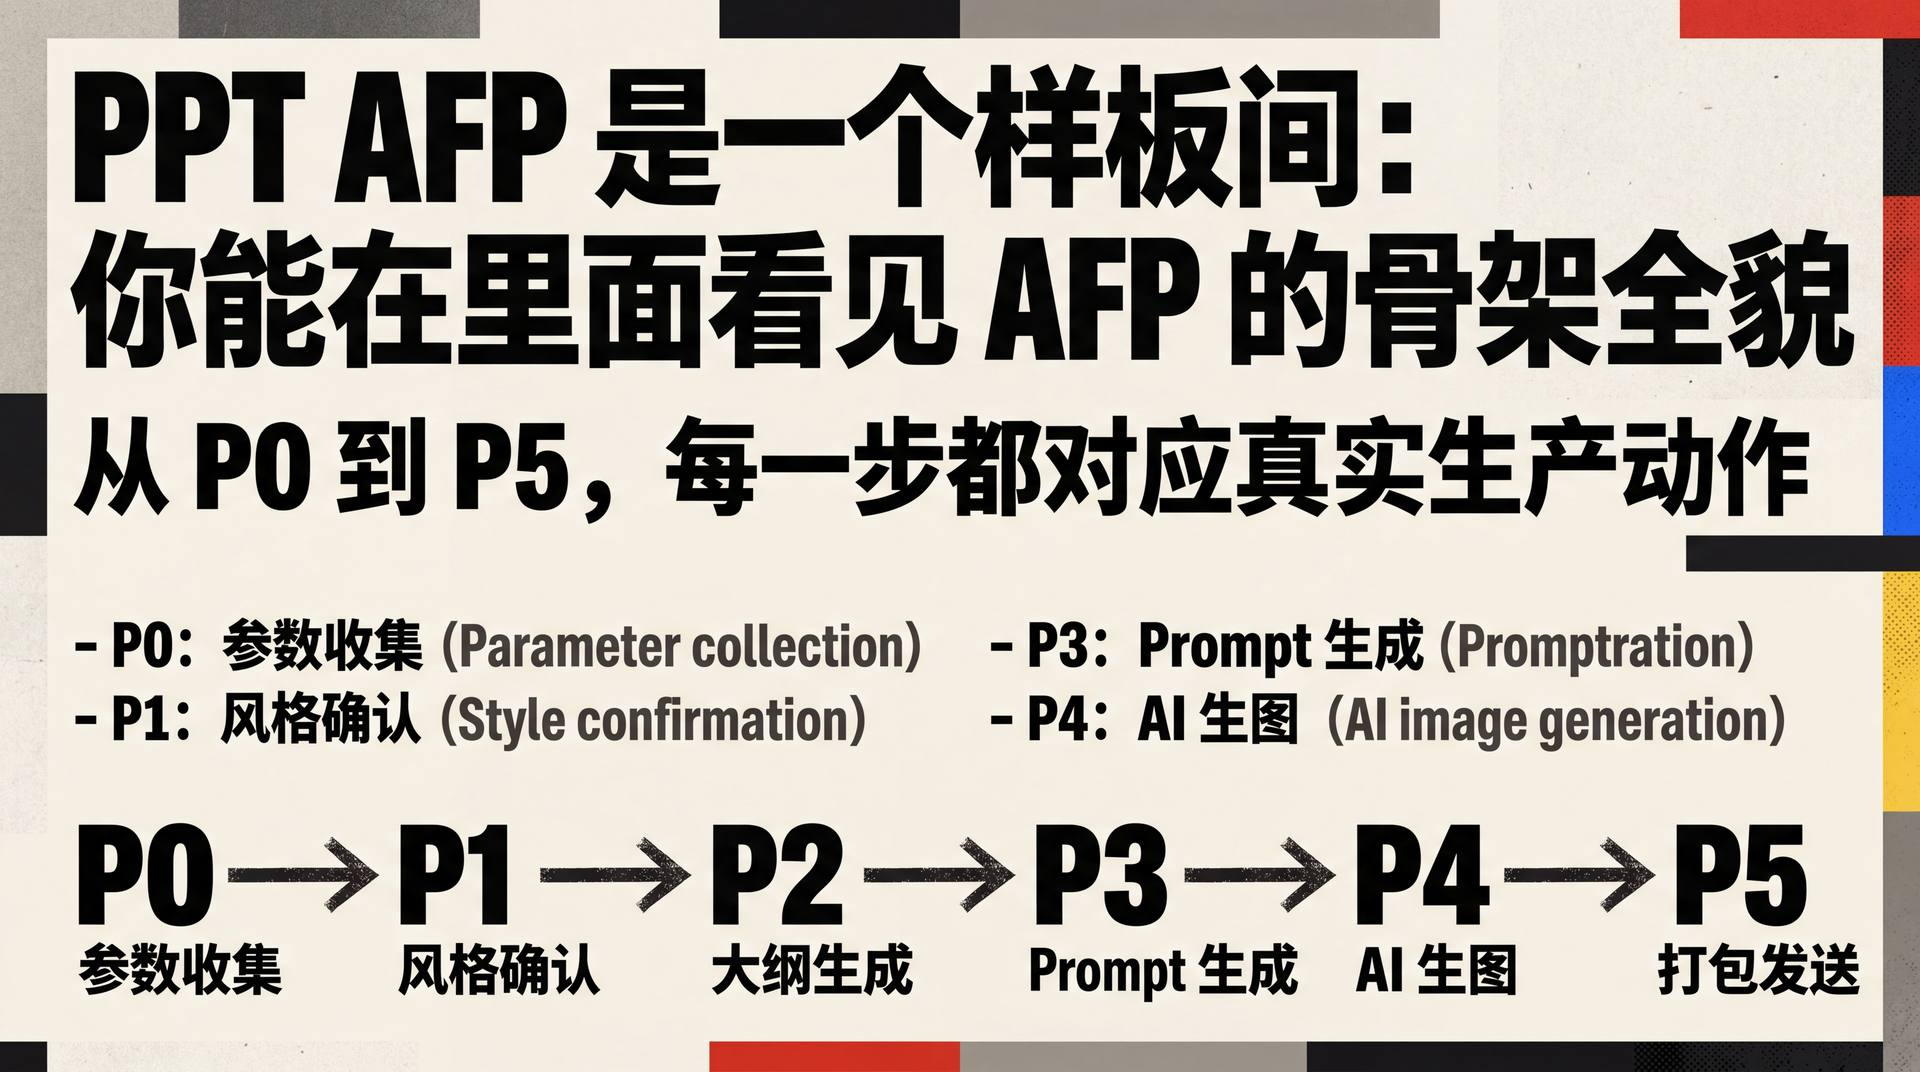 PPT AFP 是一个样板间：
你能在里面看见 AFP 的骨架全貌
从 P0 到 P5，每一步都对应真实生产动作
- P0：参数收集 (Parameter collection)
- P1：风格确认 (Style confirmation)
- P3：Prompt 生成 (Promptration)
- P4：AI 生图 (AI image generation)
P0 → P1 → P2 → P3 → P4 → P5
参数收集 风格确认 大纲生成 Prompt 生成 AI 生图 打包发送